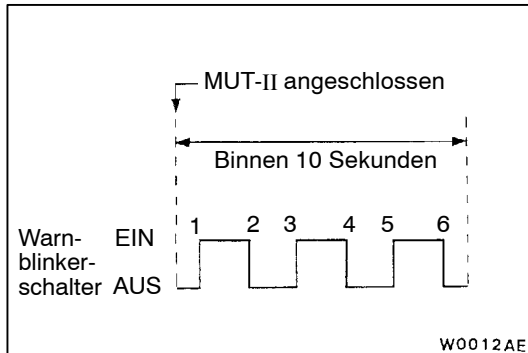 MUT-II angeschlossen
Binnen 10 Sekunden
1 2 3 4 5 6
Warn- EIN
blinker-
schalter AUS
W0012AE